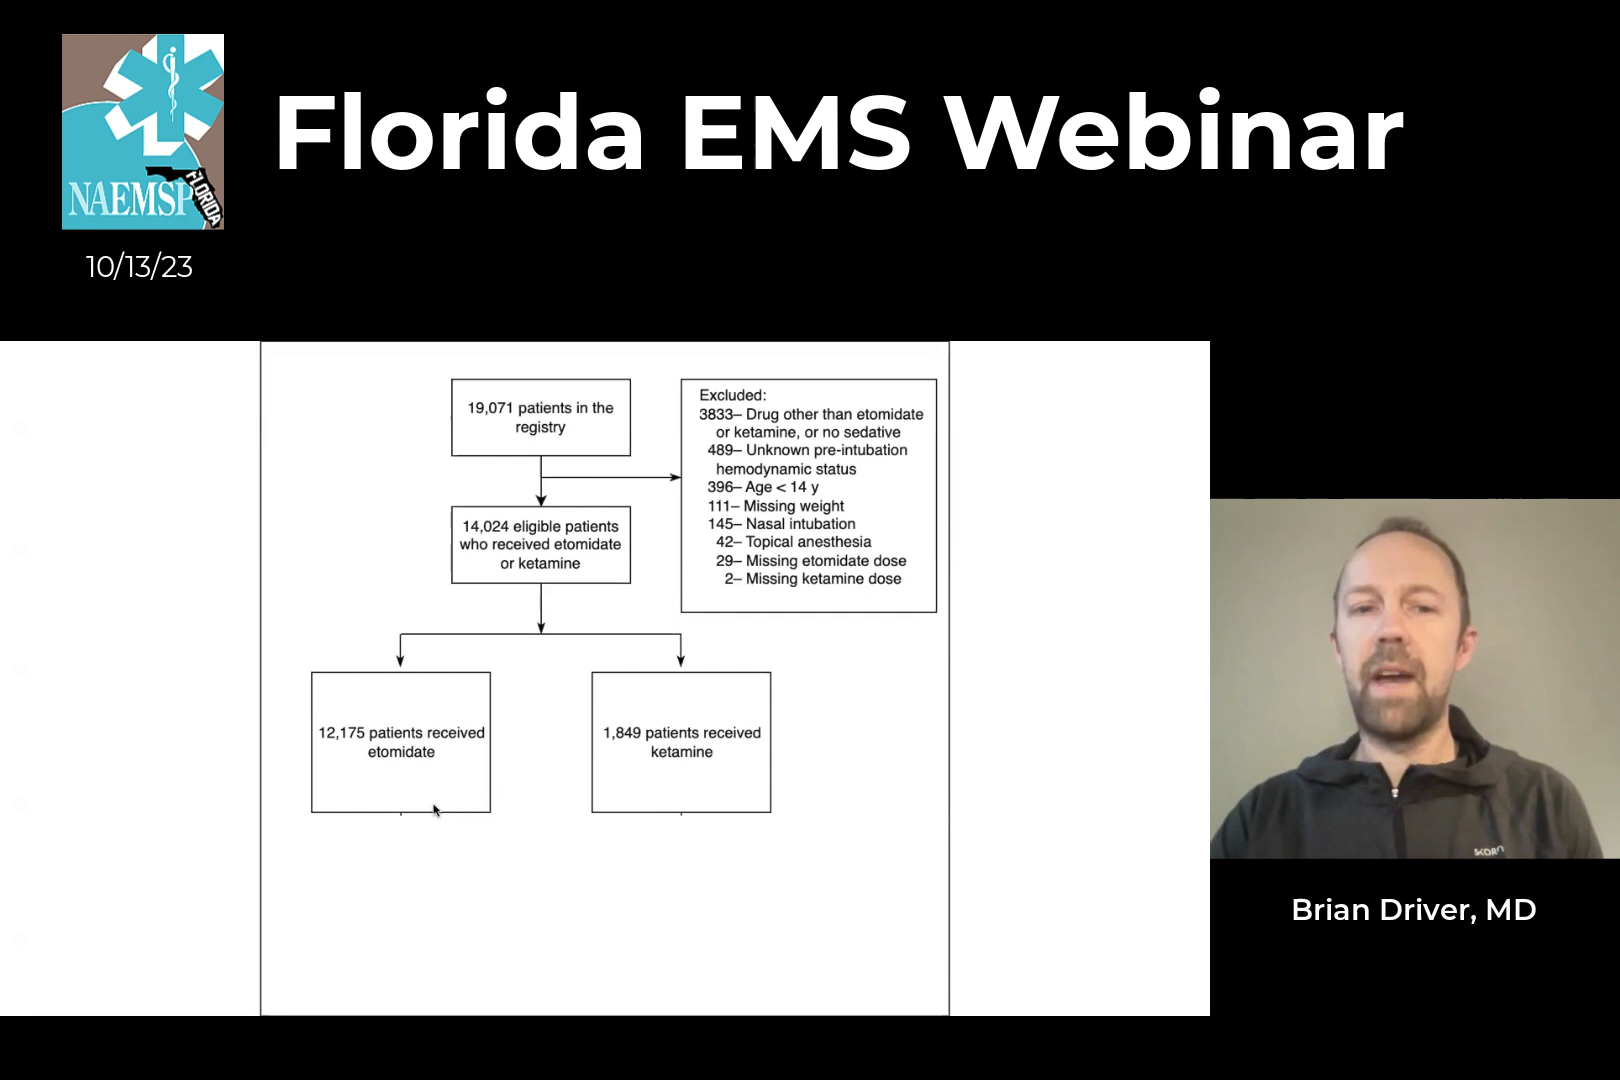 Florida EMS Webinar
NAEMSP
FLORIDA
10/13/23
19,071 patients in the
registry
Excluded:
3833– Drug other than etomidate
or ketamine, or no sedative
489– Unknown pre-intubation
hemodynamic status
396– Age < 14 y
111– Missing weight
145– Nasal intubation
42– Topical anesthesia
29– Missing etomidate dose
2– Missing ketamine dose
14,024 eligible patients
who received etomidate
or ketamine
12,175 patients received
etomidate
1,849 patients received
ketamine
SKORN
Brian Driver, MD